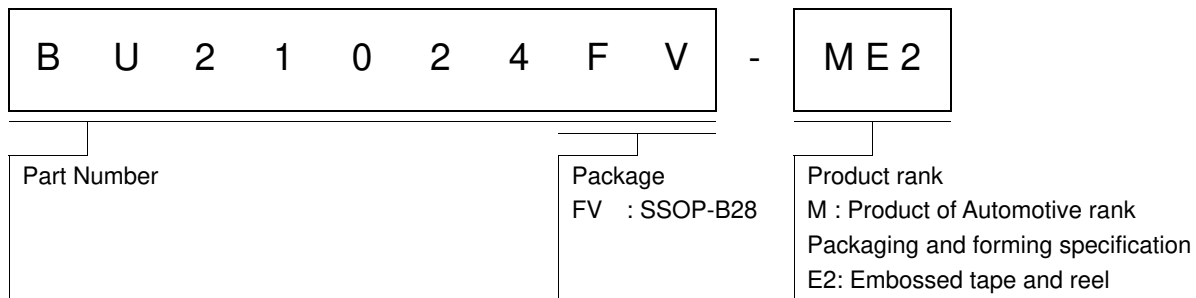 B U 2 1 0 2 4 F V - M E 2
Part Number
Package
FV : SSOP-B28
Product rank
M : Product of Automotive rank
Packaging and forming specification
E2: Embossed tape and reel